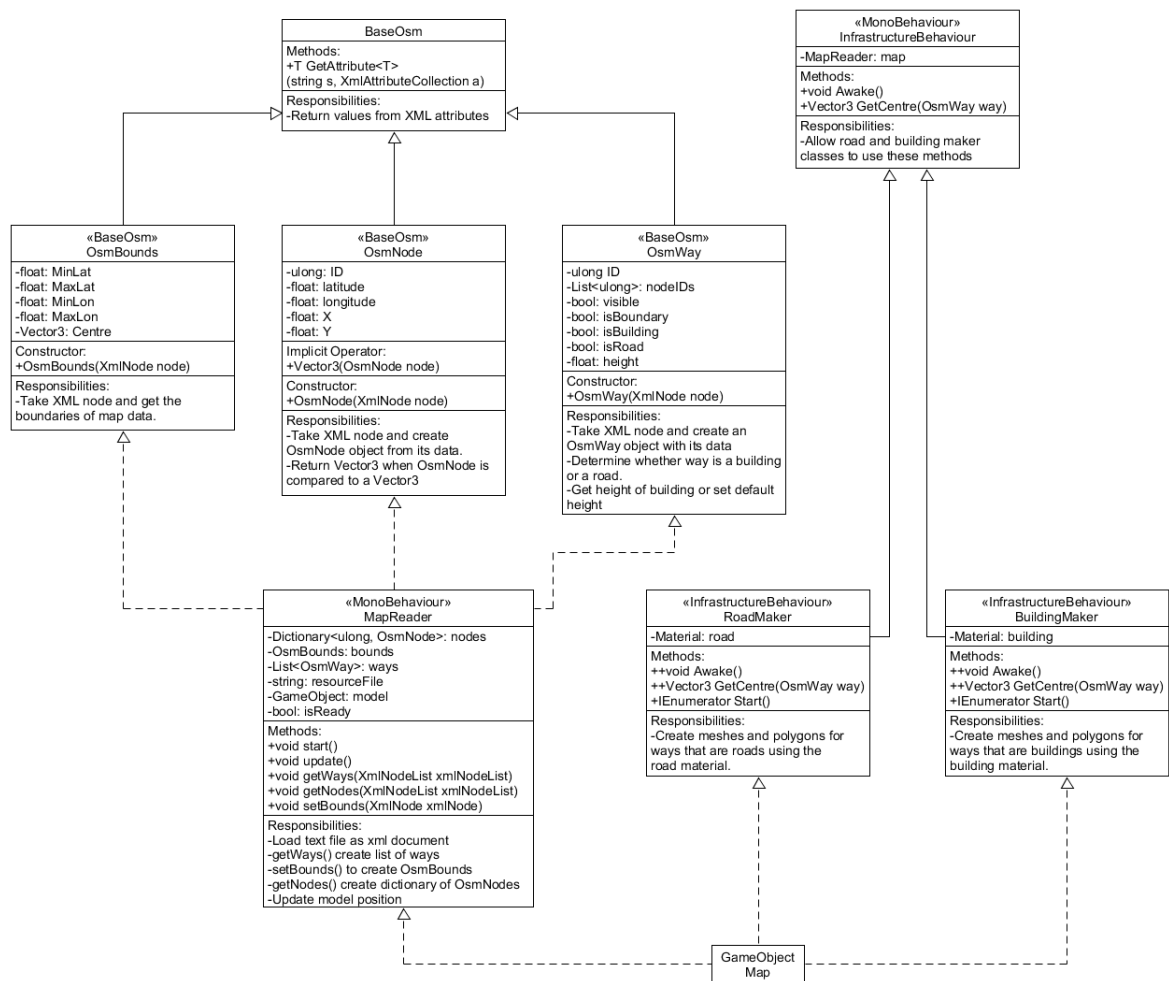 BaseOsm
Methods:
+T GetAttribute<T>
(string s, XmlAttributeCollection a)
Responsibilities:
-Return values from XML attributes
«MonoBehaviour»
InfrastructureBehaviour
-MapReader: map
Methods:
+void Awake()
+Vector3 GetCentre(OsmWay way)
Responsibilities:
-Allow road and building maker
classes to use these methods
«BaseOsm»
OsmBounds
-float: MinLat
-float: MaxLat
-float: MinLon
-float: MaxLon
-Vector3: Centre
Constructor:
+OsmBounds(XmlNode node)
Responsibilities:
-Take XML node and get the
boundaries of map data.
«BaseOsm»
OsmNode
-ulong: ID
-float: latitude
-float: longitude
-float: X
-float: Y
Implicit Operator:
+Vector3(OsmNode node)
Constructor:
+OsmNode(XmlNode node)
Responsibilities:
-Take XML node and create
OsmNode object from its data.
-Return Vector3 when OsmNode is
compared to a Vector3
«BaseOsm»
OsmWay
-ulong ID
-List<ulong>: nodeIDs
-bool: visible
-bool: isBoundary
-bool: isBuilding
-bool: isRoad
-float: height
Constructor:
+OsmWay(XmlNode node)
Responsibilities:
-Take XML node and create an
OsmWay object with its data
-Determine whether way is a building
or a road.
-Get height of building or set default
height
«MonoBehaviour»
MapReader
-Dictionary<ulong, OsmNode>: nodes
-OsmBounds: bounds
-List<OsmWay>: ways
-string: resourceFile
-GameObject: model
-bool: isReady
Methods:
+void start()
+void update()
+void getWays(XmlNodeList xmlNodeList)
+void getNodes(XmlNodeList xmlNodeList)
+void setBounds(XmlNode xmlNode)
Responsibilities:
-Load text file as xml document
-getWays() create list of ways
-setBounds() to create OsmBounds
-getNodes() create dictionary of OsmNodes
-Update model position
«InfrastructureBehaviour»
RoadMaker
-Material: road
Methods:
++void Awake()
++Vector3 GetCentre(OsmWay way)
+IEnumerator Start()
Responsibilities:
-Create meshes and polygons for
ways that are roads using the
road material.
«InfrastructureBehaviour»
BuildingMaker
-Material: building
Methods:
++void Awake()
++Vector3 GetCentre(OsmWay way)
+IEnumerator Start()
Responsibilities:
-Create meshes and polygons for
ways that are buildings using the
building material.
GameObject
Map